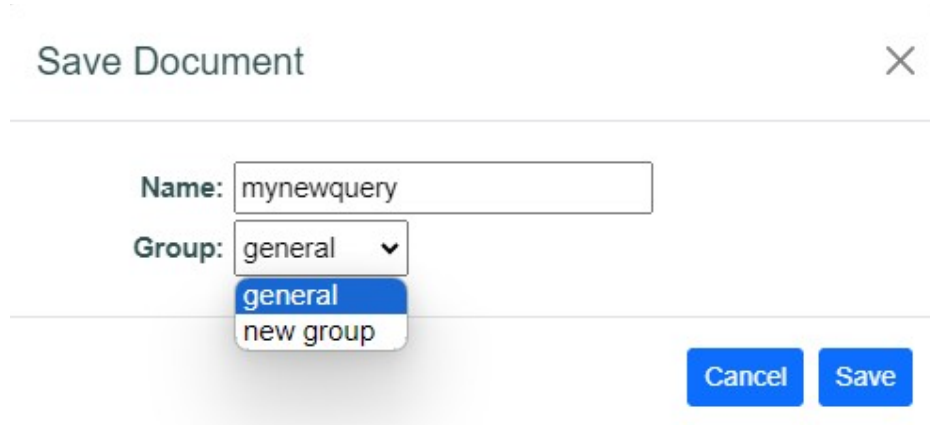 Save Document
Name: mynewquery
Group: general
general
new group
Cancel Save